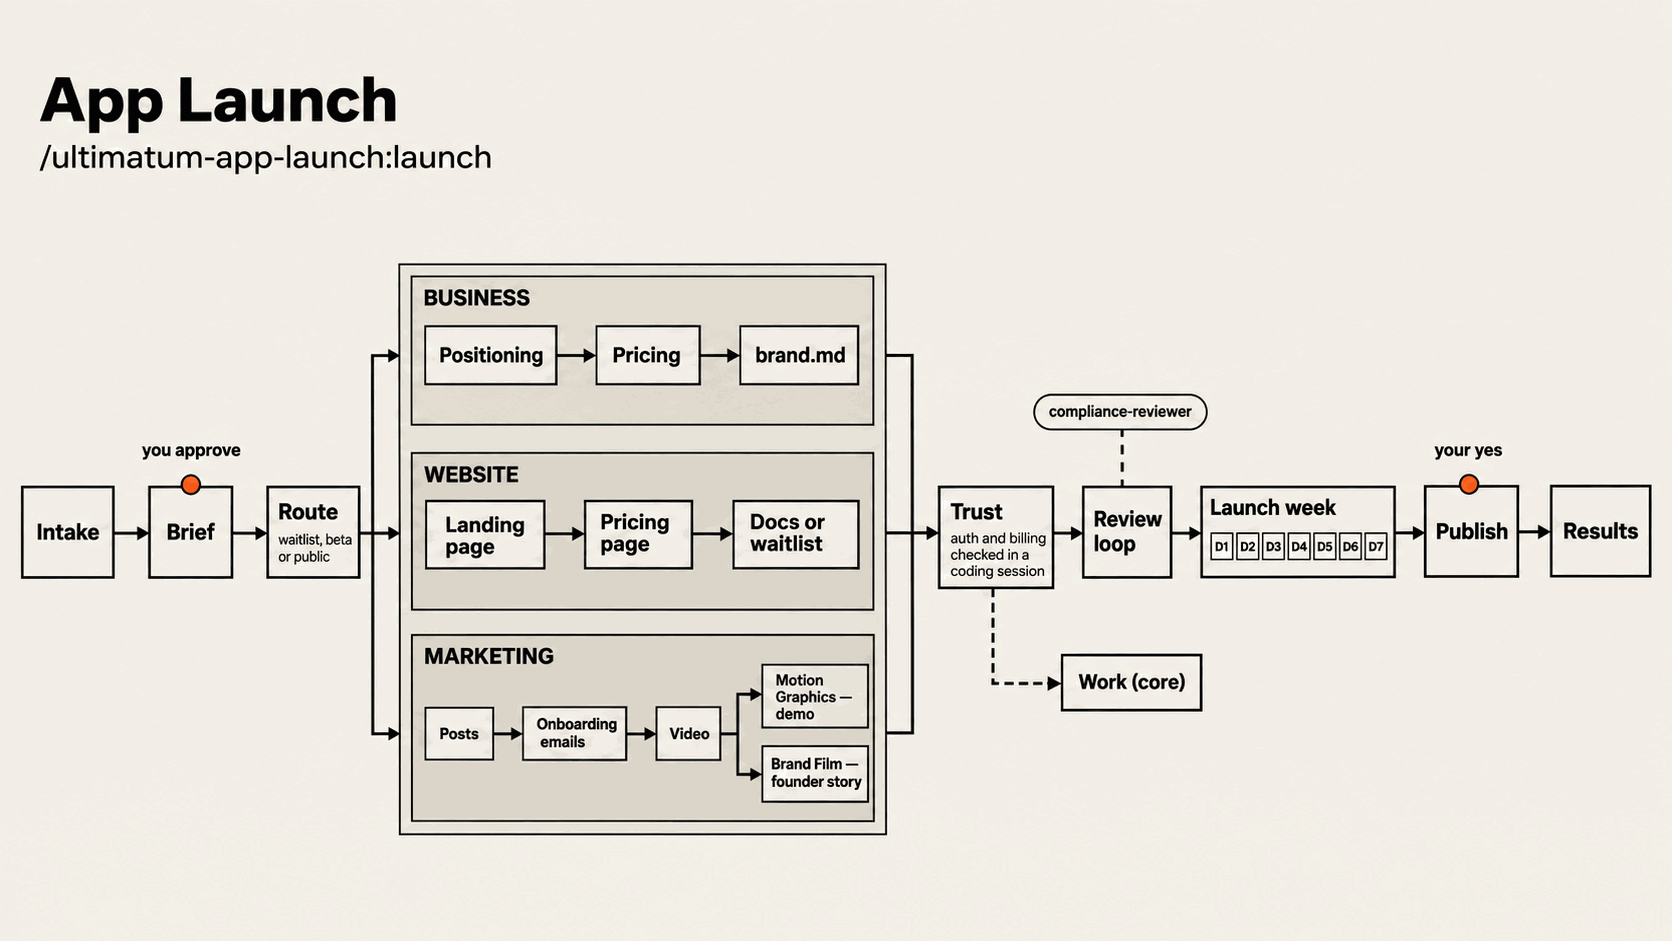 App Launch
/ultimatum-app-launch:launch
Intake
you approve
Brief
Route
waitlist, beta
or public
BUSINESS
Positioning
Pricing
brand.md
WEBSITE
Landing
page
Pricing
page
Docs or
waitlist
MARKETING
Posts
Onboarding
emails
Video
Motion
Graphics —
demo
Brand Film —
founder story
Trust
auth and billing
checked in a
coding session
Work (core)
compliance-reviewer
Review
loop
Launch week
D1 D2 D3 D4 D5 D6 D7
your yes
Publish
Results